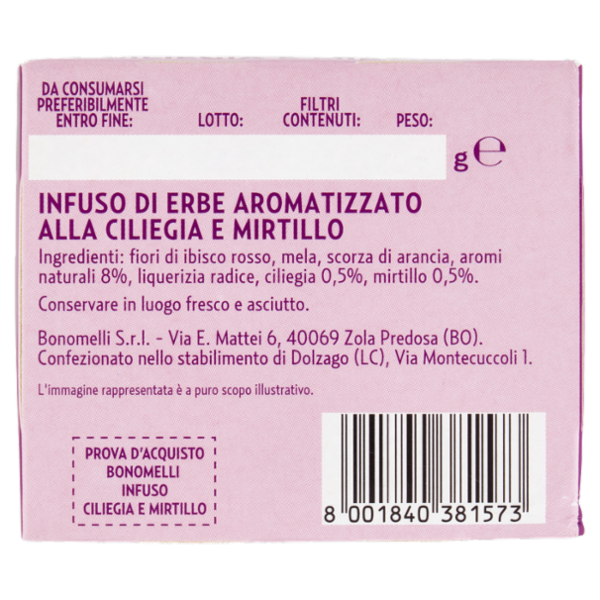 DA CONSUMARSI
PREFERIBILMENTE
ENTRO FINE:
LOTTO:
FILTRI
CONTENUTI:
PESO:
g℮
INFUSO DI ERBE AROMATIZZATO
ALLA CILIEGIA E MIRTILLO
Ingredienti: fiori di ibisco rosso, mela, scorza di arancia, aromi
naturali 8%, liquerizia radice, ciliegia 0,5%, mirtillo 0,5%.
Conservare in luogo fresco e asciutto.
Bonomelli S.r.l. - Via E. Mattei 6, 40069 Zola Predosa (BO).
Confezionato nello stabilimento di Dolzago (LC), Via Montecuccoli 1.
L'immagine rappresentata è a puro scopo illustrativo.
PROVA D'ACQUISTO
BONOMELLI
INFUSO
CILIEGIA E MIRTILLO
8 001840 381573